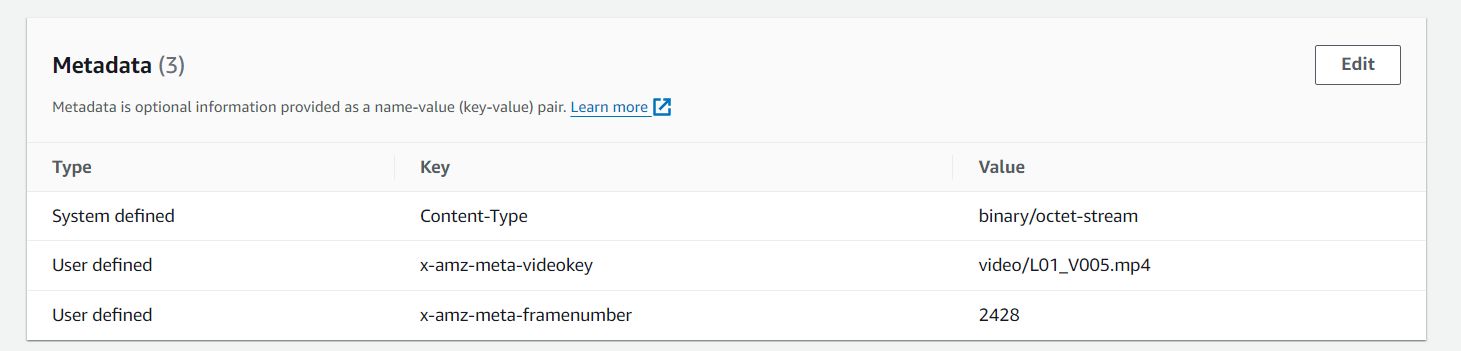 Metadata (3)
Edit
Metadata is optional information provided as a name-value (key-value) pair. Learn more
Type Key Value
System defined Content-Type binary/octet-stream
User defined x-amz-meta-videokey video/L01_V005.mp4
User defined x-amz-meta-framenumber 2428